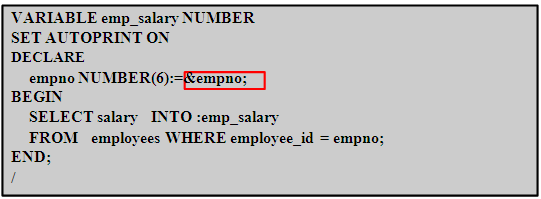 VARIABLE emp_salary NUMBER
SET AUTOPRINT ON
DECLARE
empno NUMBER(6):=&empno;
BEGIN
SELECT salary INTO :emp_salary
FROM employees WHERE employee_id = empno;
END;
/